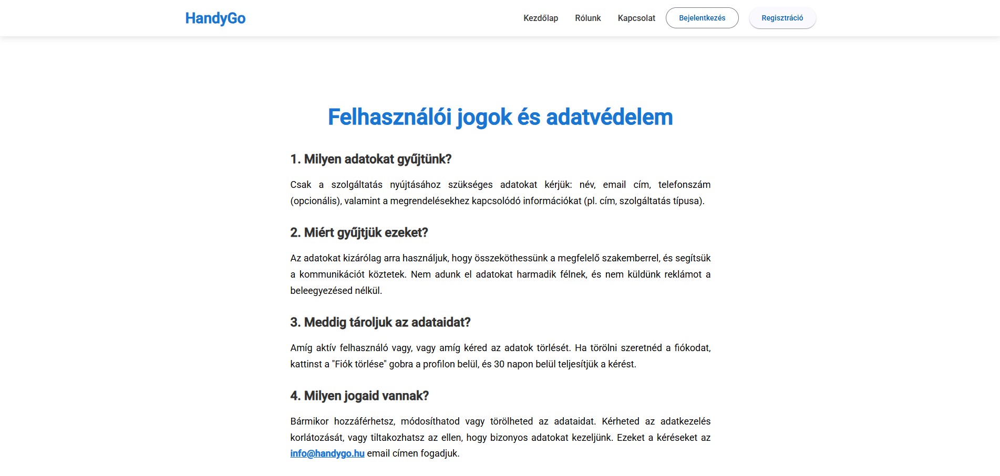 HandyGo
Kezdőlap
Rólunk
Kapcsolat
Bejelentkezés
Regisztráció
Felhasználói jogok és adatvédelem
1. Milyen adatokat gyűjtünk?
Csak a szolgáltatás nyújtásához szükséges adatokat kérjük: név, email cím, telefonszám
(opcionális), valamint a megrendelésekhez kapcsolódó információkat (pl. cím, szolgáltatás típusa).
2. Miért gyűjtjük ezeket?
Az adatokat kizárólag arra használjuk, hogy összeköthessünk a megfelelő szakemberrel, és segítsük
a kommunikációt köztetek. Nem adunk el adatokat harmadik félnek, és nem küldünk reklámot a
beleegyezésed nélkül.
3. Meddig tároljuk az adataidat?
Amíg aktív felhasználó vagy, vagy amíg kéred az adatok törlését. Ha törölni szeretnéd a fiókodat,
kattinst a "Fiók törlése" gobra a profilon belül, és 30 napon belül teljesítjük a kérést.
4. Milyen jogaid vannak?
Bármikor hozzáférhetsz, módosíthatod vagy törölheted az adataidat. Kérheted az adatkezelés
korlátozását, vagy tiltakozhatsz az ellen, hogy bizonyos adatokat kezeljünk. Ezeket a kéréseket az
info@handygo.hu email címen fogadjuk.